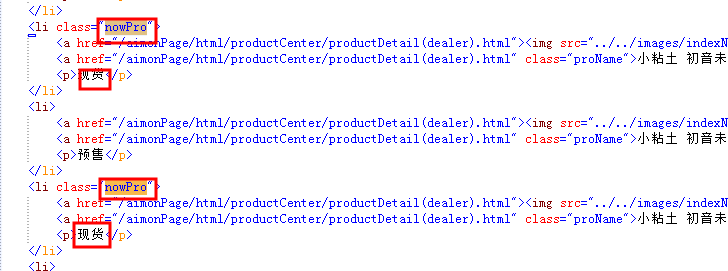 </li>
<li class="nowPro">
<a href="/aimonPage/html/productCenter/productDetail(dealer).html"><img src="../../images/indexN
<a href="/aimonPage/html/productCenter/productDetail(dealer).html" class="proName">小粘土 初音未
<p>现货</p>
</li>
<li>
<a href="/aimonPage/html/productCenter/productDetail(dealer).html"><img src="../../images/indexN
<a href="/aimonPage/html/productCenter/productDetail(dealer).html" class="proName">小粘土 初音未
<p>预售</p>
</li>
<li class="nowPro">
<a href="/aimonPage/html/productCenter/productDetail(dealer).html"><img src="../../images/indexN
<a href="/aimonPage/html/productCenter/productDetail(dealer).html" class="proName">小粘土 初音未
<p>现货</p>
</li>
<li>